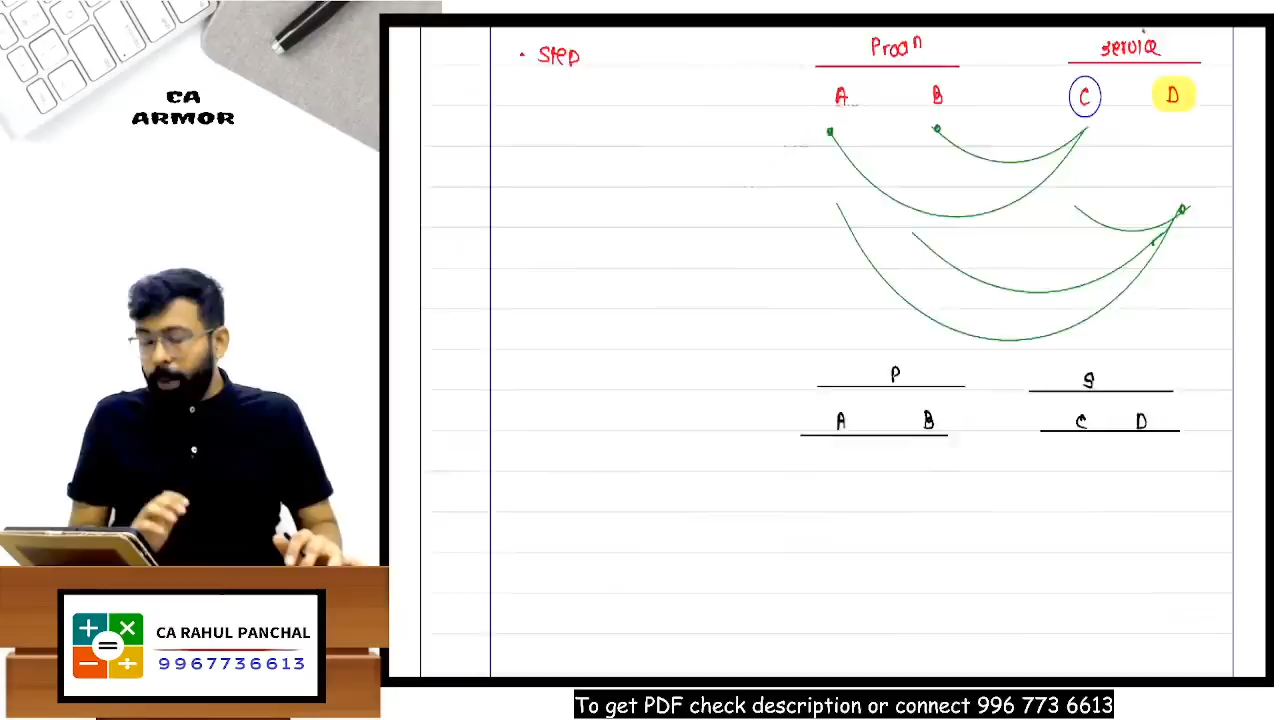 CA
ARMOR
• Step
Prodn
Service
A B C D
P
S
A B
C D
CA RAHUL PANCHAL
9967736613
To get PDF check description or connect 996 773 6613